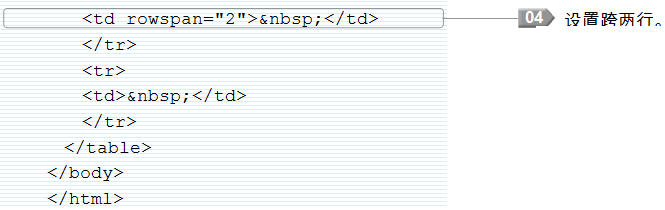 <td rowspan="2">&nbsp;</td>
04 设置跨两行。
</tr>
<tr>
<td>&nbsp;</td>
</tr>
</table>
</body>
</html>